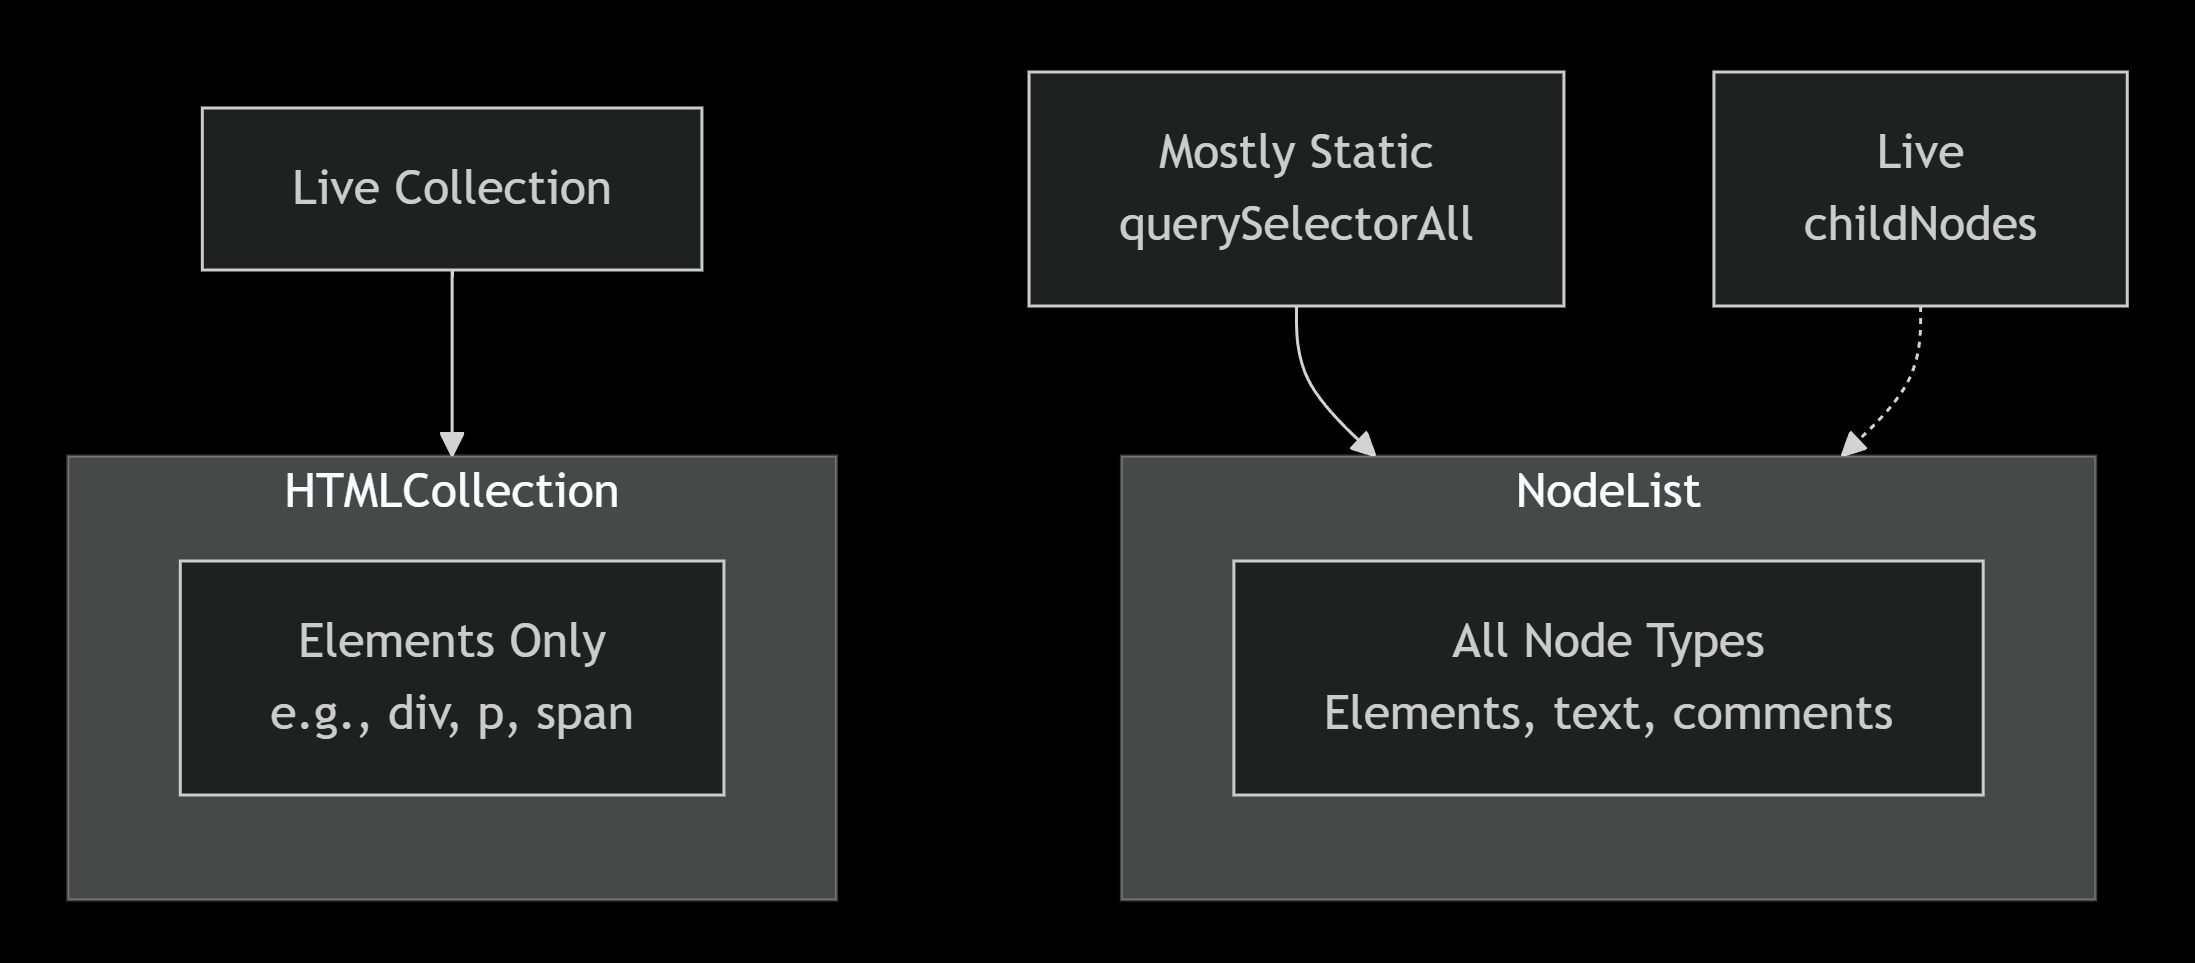 Live Collection
HTMLCollection
Elements Only
e.g., div, p, span
Mostly Static
querySelectorAll
Live
childNodes
NodeList
All Node Types
Elements, text, comments